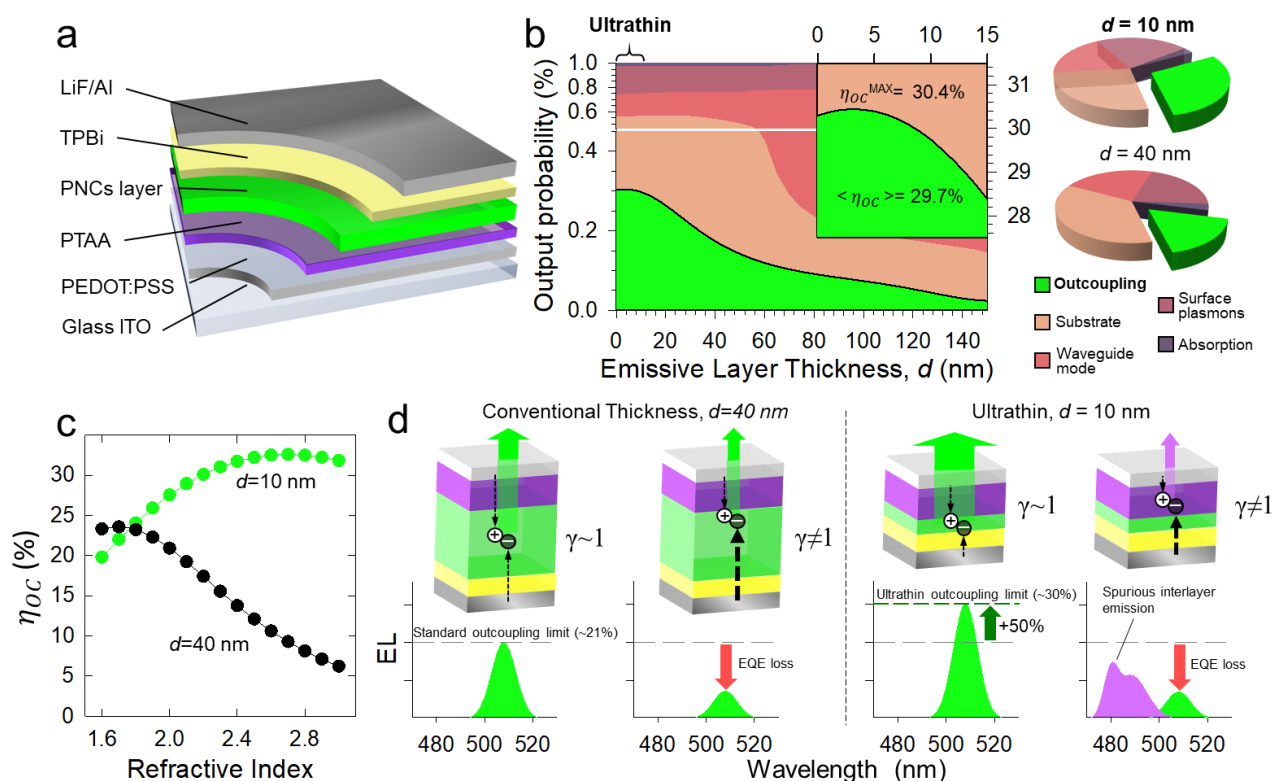 a
LiF/Al
TPBi
PNCs layer
PTAA
PEDOT:PSS
Glass ITO
b
Ultrathin
0 5 10 15
1.0
0.8
0.6
0.4
0.2
0.0
Output probability (%)
η_OC^MAX= 30.4%
< η_OC >= 29.7%
31
30
29
28
0 20 40 60 80 100 120 140
Emissive Layer Thickness, d (nm)
d = 10 nm
d = 40 nm
Outcoupling
Substrate
Waveguide
mode
Surface
plasmons
Absorption
c
η_OC (%)
30
25
20
15
10
5
0
d=10 nm
d=40 nm
1.6 2.0 2.4 2.8
Refractive Index
d
Conventional Thickness, d=40 nm
+ −
γ~1
+ −
γ≠1
EL
Standard outcoupling limit (~21%)
EQE loss
480 500 520
480 500 520
Ultrathin, d = 10 nm
+ −
γ~1
+ −
γ≠1
Ultrathin outcoupling limit (~30%)
+50%
Spurious interlayer
emission
EQE loss
480 500 520
480 500 520
Wavelength (nm)